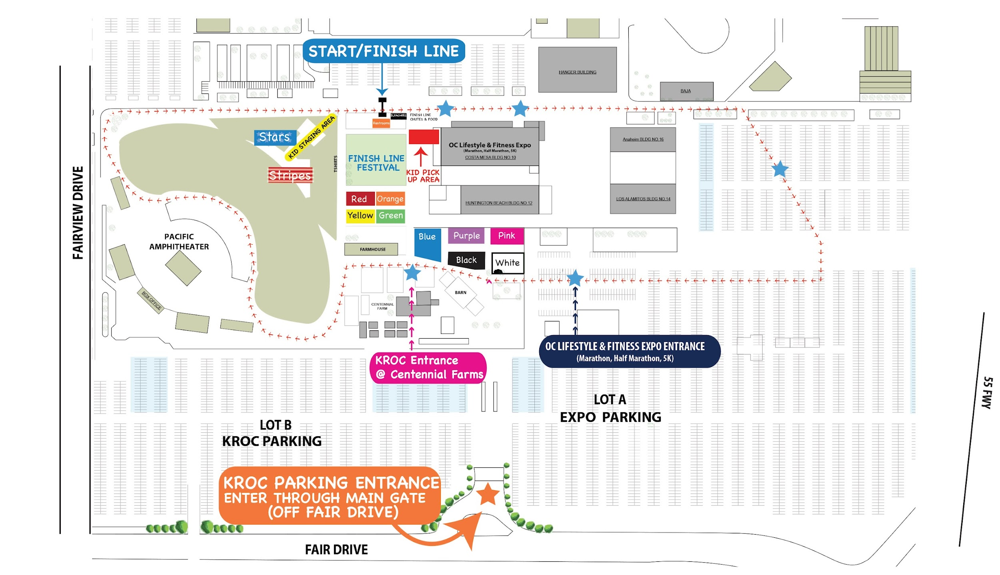 START/FINISH LINE
HANGER BUILDING
BAJA
BLEACHERS
FINISH LINE
CHUTES & FOOD
Restrooms
Stars
KID STAGING AREA
Stripes
TSHIRTS
FINISH LINE
FESTIVAL
KID PICK
UP AREA
OC Lifestyle & Fitness Expo
(Marathon, Half Marathon, 5K)
COSTA MESA BLDG NO.10
Anaheim BLDG NO.16
HUNTINGTON BEACH BLDG NO.12
LOS ALAMITOS BLDG NO.14
Red
Orange
Yellow
Green
FAIRVIEW DRIVE
PACIFIC
AMPHITHEATER
FARMHOUSE
Blue
Purple
Pink
Black
White
BOX OFFICE
CENTENNIAL
FARM
BARN
OC LIFESTYLE & FITNESS EXPO ENTRANCE
(Marathon, Half Marathon, 5K)
KROC Entrance
@ Centennial Farms
55 FWY
LOT A
EXPO PARKING
LOT B
KROC PARKING
KROC PARKING ENTRANCE
ENTER THROUGH MAIN GATE
(OFF FAIR DRIVE)
FAIR DRIVE